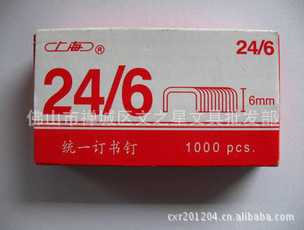 上海®
24/6
24/6
6mm
佛山市禅城区文之星文具批发部
统一订书钉
1000 pcs.
cxr201204.cn.alibaba.com